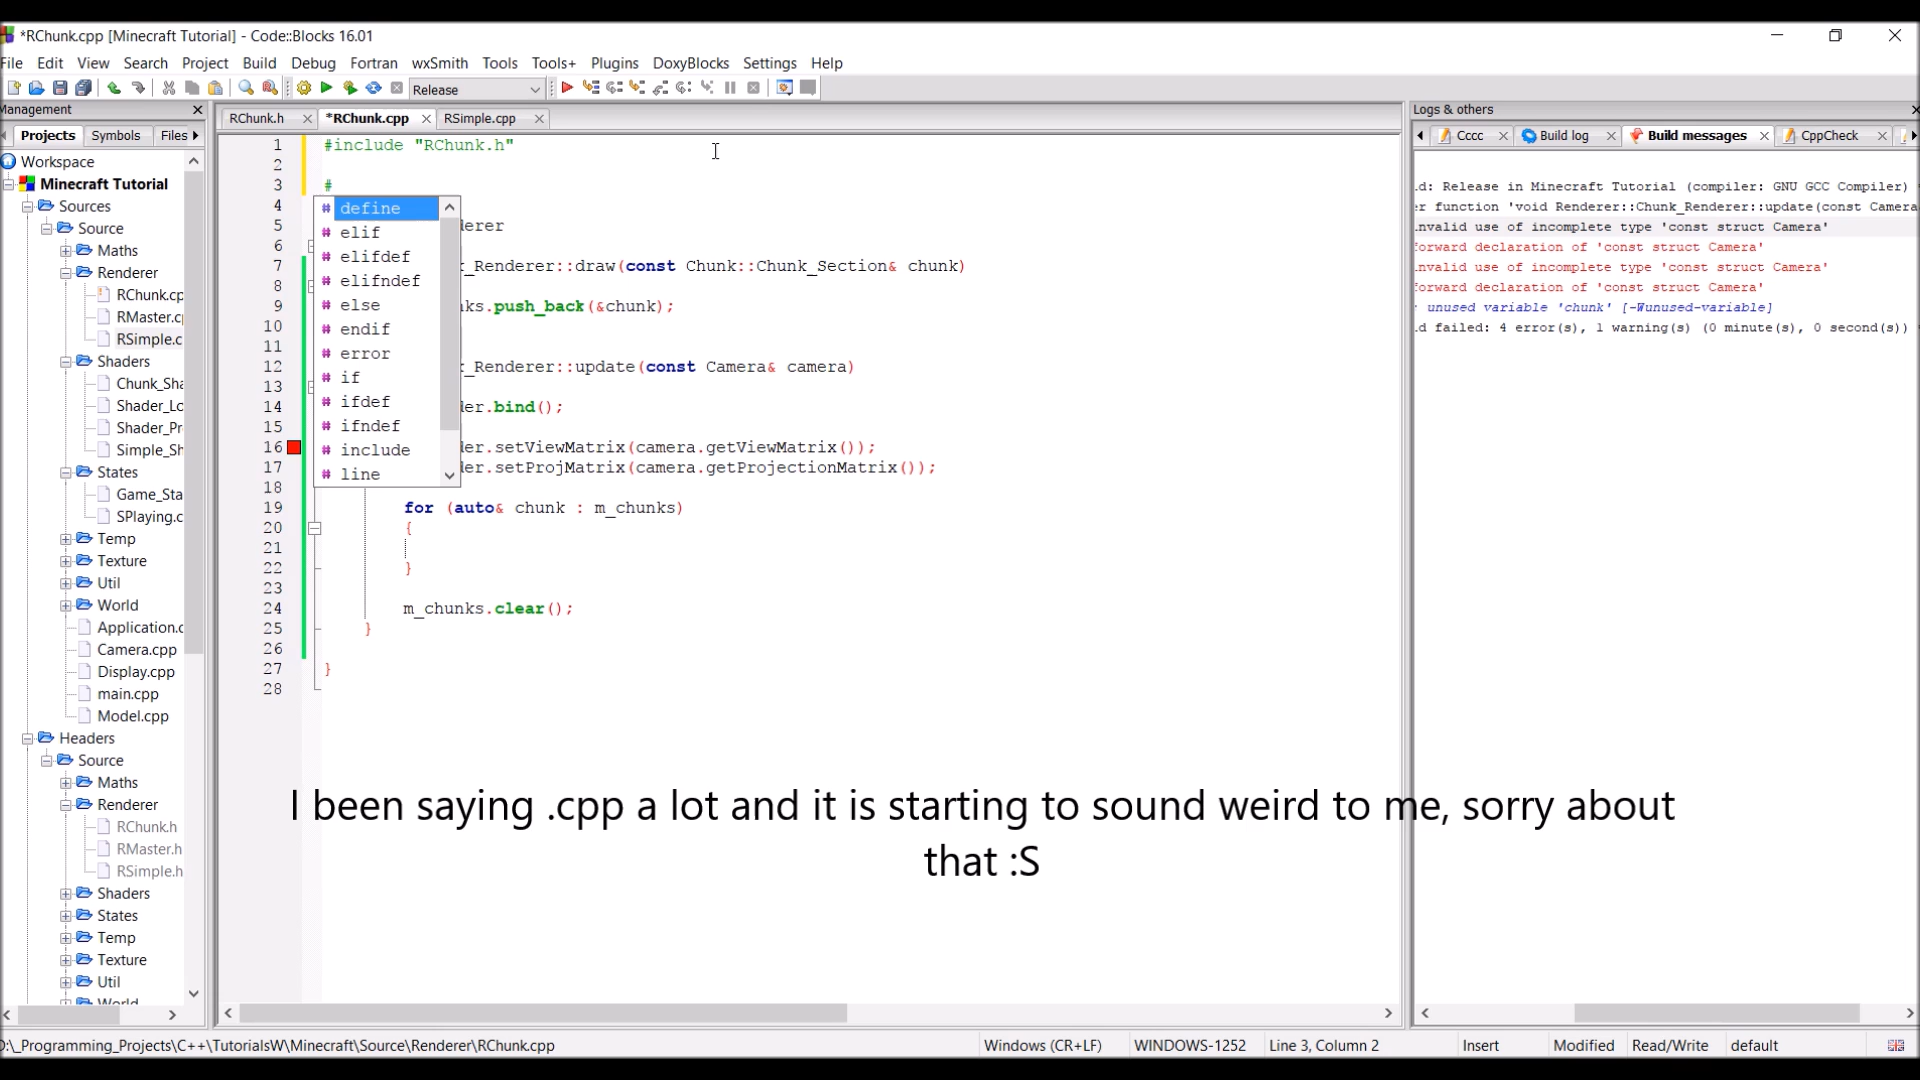 *RChunk.cpp [Minecraft Tutorial] - Code::Blocks 16.01
File Edit View Search Project Build Debug Fortran wxSmith Tools Tools+ Plugins DoxyBlocks Settings Help
Release
Management
Projects Symbols Files
Workspace
Minecraft Tutorial
Sources
Source
Maths
Renderer
RChunk.cp
RMaster.c
RSimple.c
Shaders
Chunk_Sha
Shader_Lo
Shader_Pr
Simple_Sh
States
Game_Sta
SPlaying.c
Temp
Texture
Util
World
Application.c
Camera.cpp
Display.cpp
main.cpp
Model.cpp
Headers
Source
Maths
Renderer
RChunk.h
RMaster.h
RSimple.h
Shaders
States
Temp
Texture
Util
World
RChunk.h *RChunk.cpp RSimple.cpp
1 #include "RChunk.h"
2
3 #
4
5 erer
6
7 _Renderer::draw(const Chunk::Chunk_Section& chunk)
8
9 nks.push_back(&chunk);
10
11
12 _Renderer::update(const Camera& camera)
13
14 der.bind();
15
16 der.setViewMatrix(camera.getViewMatrix());
17 der.setProjMatrix(camera.getProjectionMatrix());
18
19 for (auto& chunk : m_chunks)
20 {
21
22 }
23
24 m_chunks.clear();
25 }
26
27 }
28
# define
# elif
# elifdef
# elifndef
# else
# endif
# error
# if
# ifdef
# ifndef
# include
# line
Logs & others
Cccc Build log Build messages CppCheck
ld: Release in Minecraft Tutorial (compiler: GNU GCC Compiler)
er function 'void Renderer::Chunk_Renderer::update(const Camera
invalid use of incomplete type 'const struct Camera'
forward declaration of 'const struct Camera'
invalid use of incomplete type 'const struct Camera'
forward declaration of 'const struct Camera'
unused variable 'chunk' [-Wunused-variable]
ld failed: 4 error(s), 1 warning(s) (0 minute(s), 0 second(s))
I been saying .cpp a lot and it is starting to sound weird to me, sorry about
that :S
D:\_Programming_Projects\C++\TutorialsW\Minecraft\Source\Renderer\RChunk.cpp Windows (CR+LF) WINDOWS-1252 Line 3, Column 2 Insert Modified Read/Write default